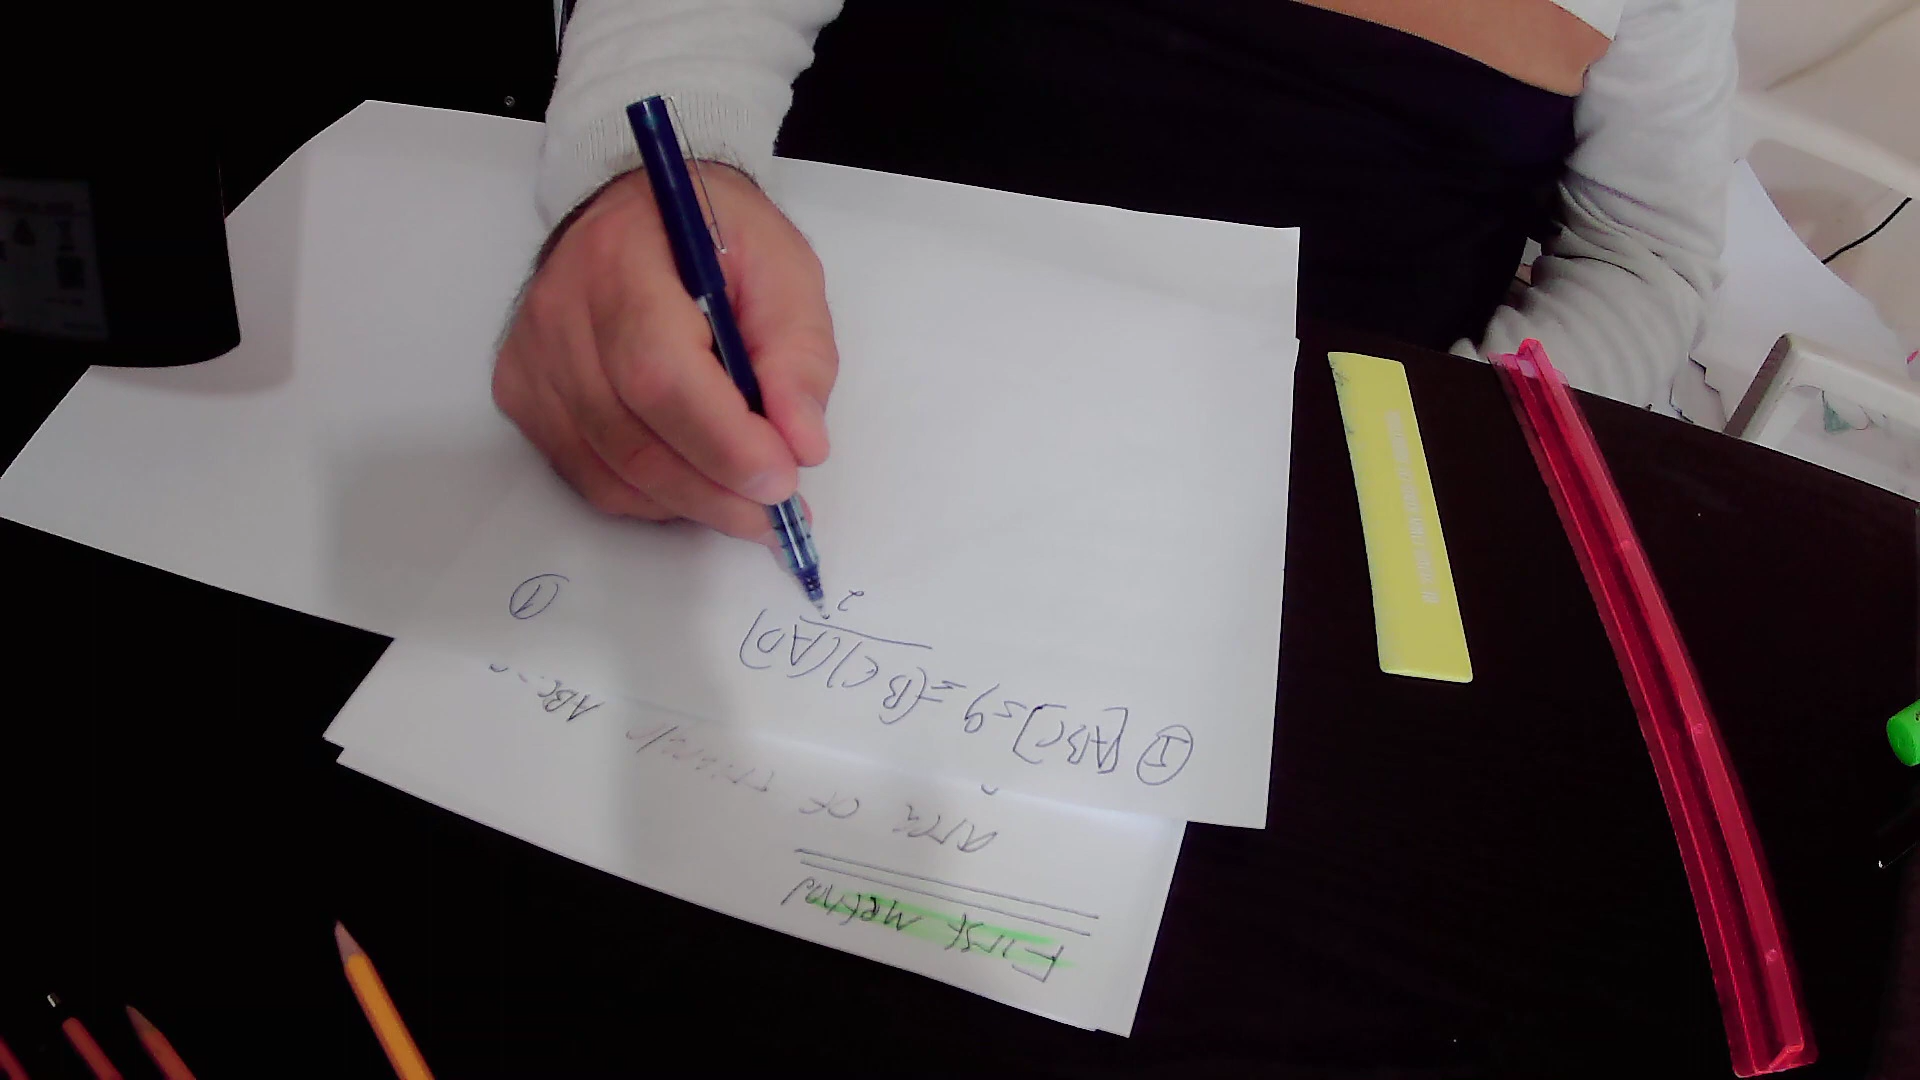 First method
area of triangle ABC
① [ABC] = 9 = (BC)(AD)
2
①